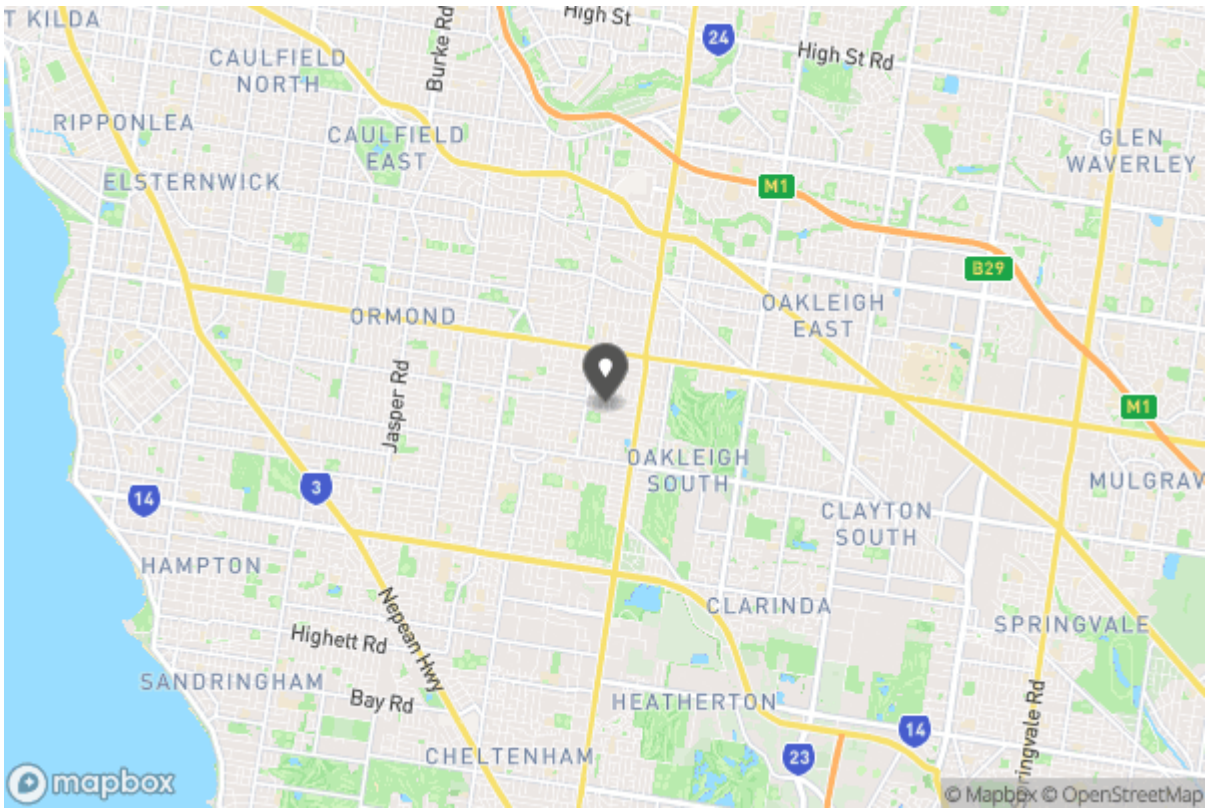 High St
T KILDA
24
Burke Rd
High St Rd
CAULFIELD
NORTH
RIPPONLEA
CAULFIELD
EAST
GLEN
WAVERLEY
ELSTERNWICK
M1
B29
OAKLEIGH
EAST
ORMOND
Jasper Rd
M1
OAKLEIGH
SOUTH
MULGRAV
3
14
CLAYTON
SOUTH
HAMPTON
Nepean Hwy
CLARINDA
Highett Rd
SPRINGVALE
SANDRINGHAM
Bay Rd
HEATHERTON
14
CHELTENHAM
23
ringvale Rd
mapbox
© Mapbox © OpenStreetMap